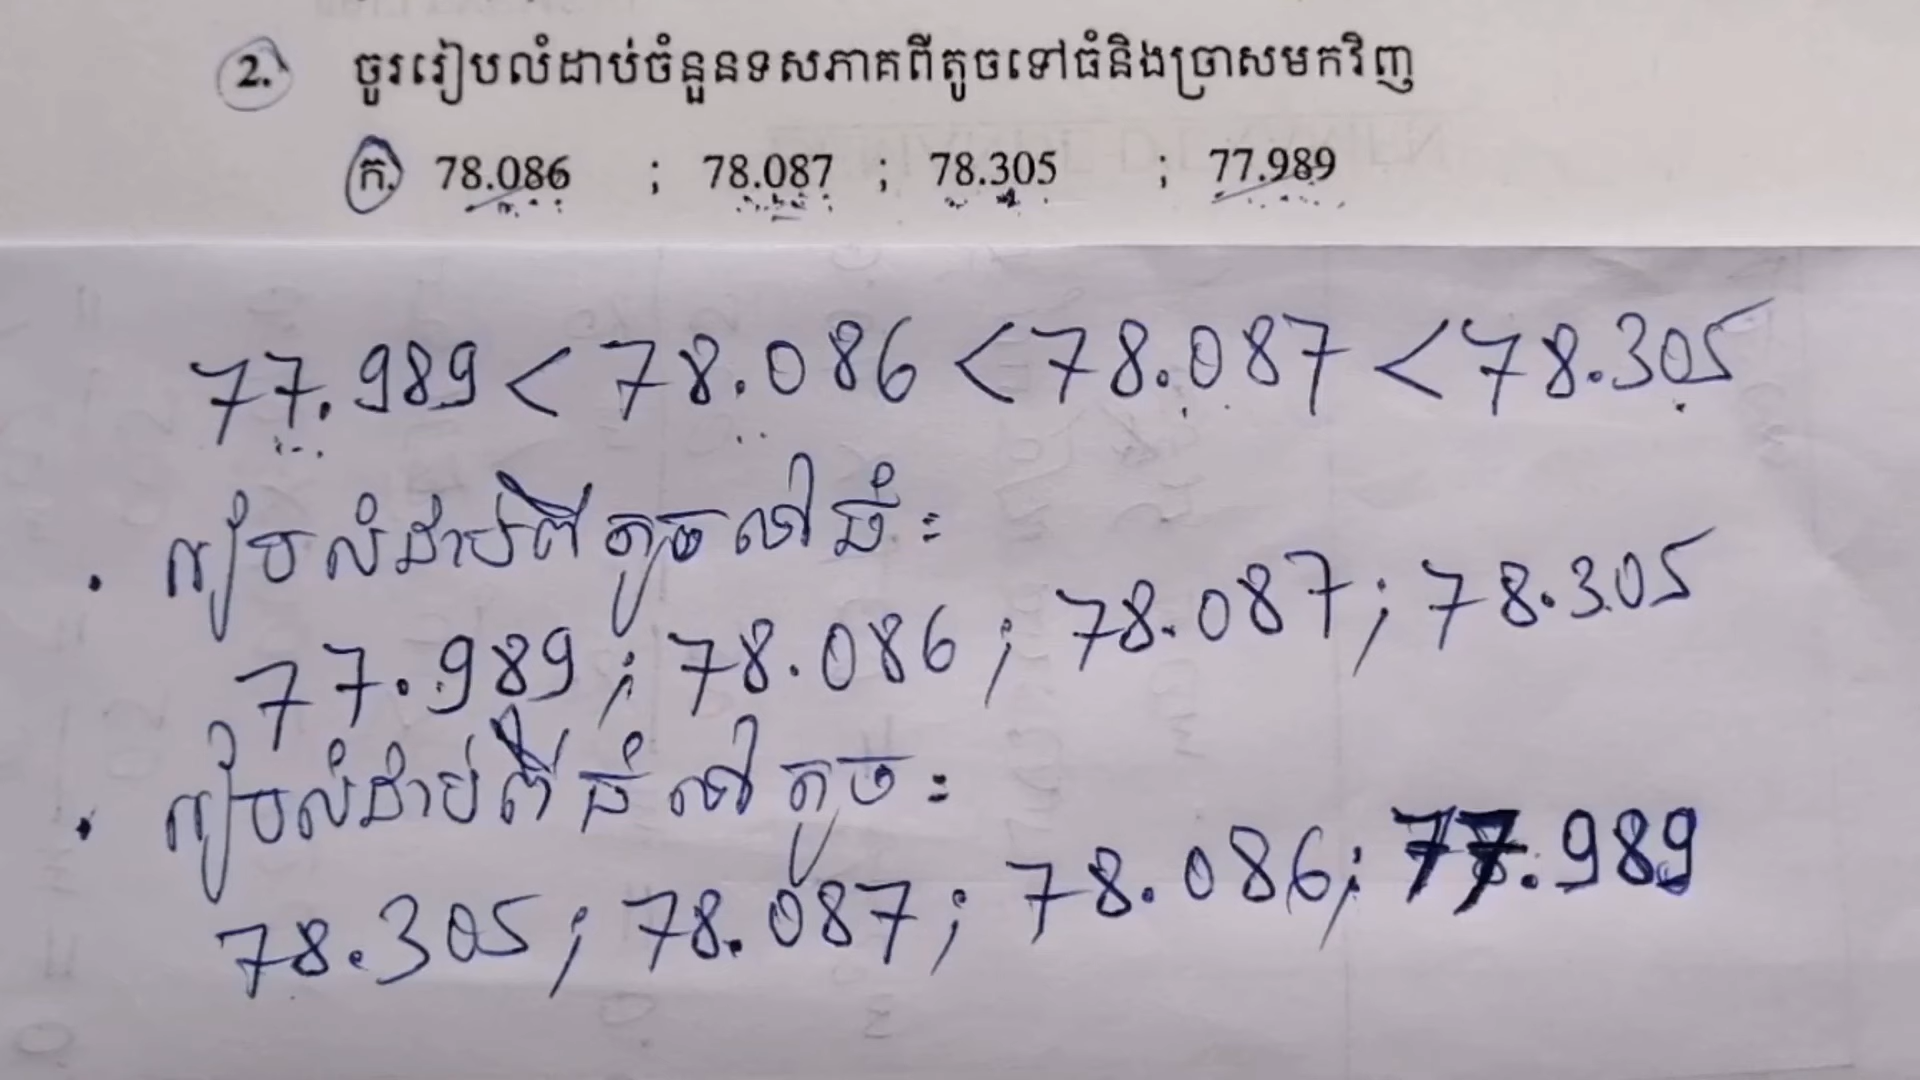 2. ចូររៀបលំដាប់ចំនួនទសភាគពីតូចទៅធំនិងច្រាសមកវិញ
ក. 78.086 ; 78.087 ; 78.305 ; 77.989
77.989 < 78.086 < 78.087 < 78.305
. រៀបលំដាប់ពីតូចទៅធំ :
77.989 ; 78.086 ; 78.087 ; 78.305
. រៀបលំដាប់ពីធំទៅតូច :
78.305 ; 78.087 ; 78.086 ; 77.989